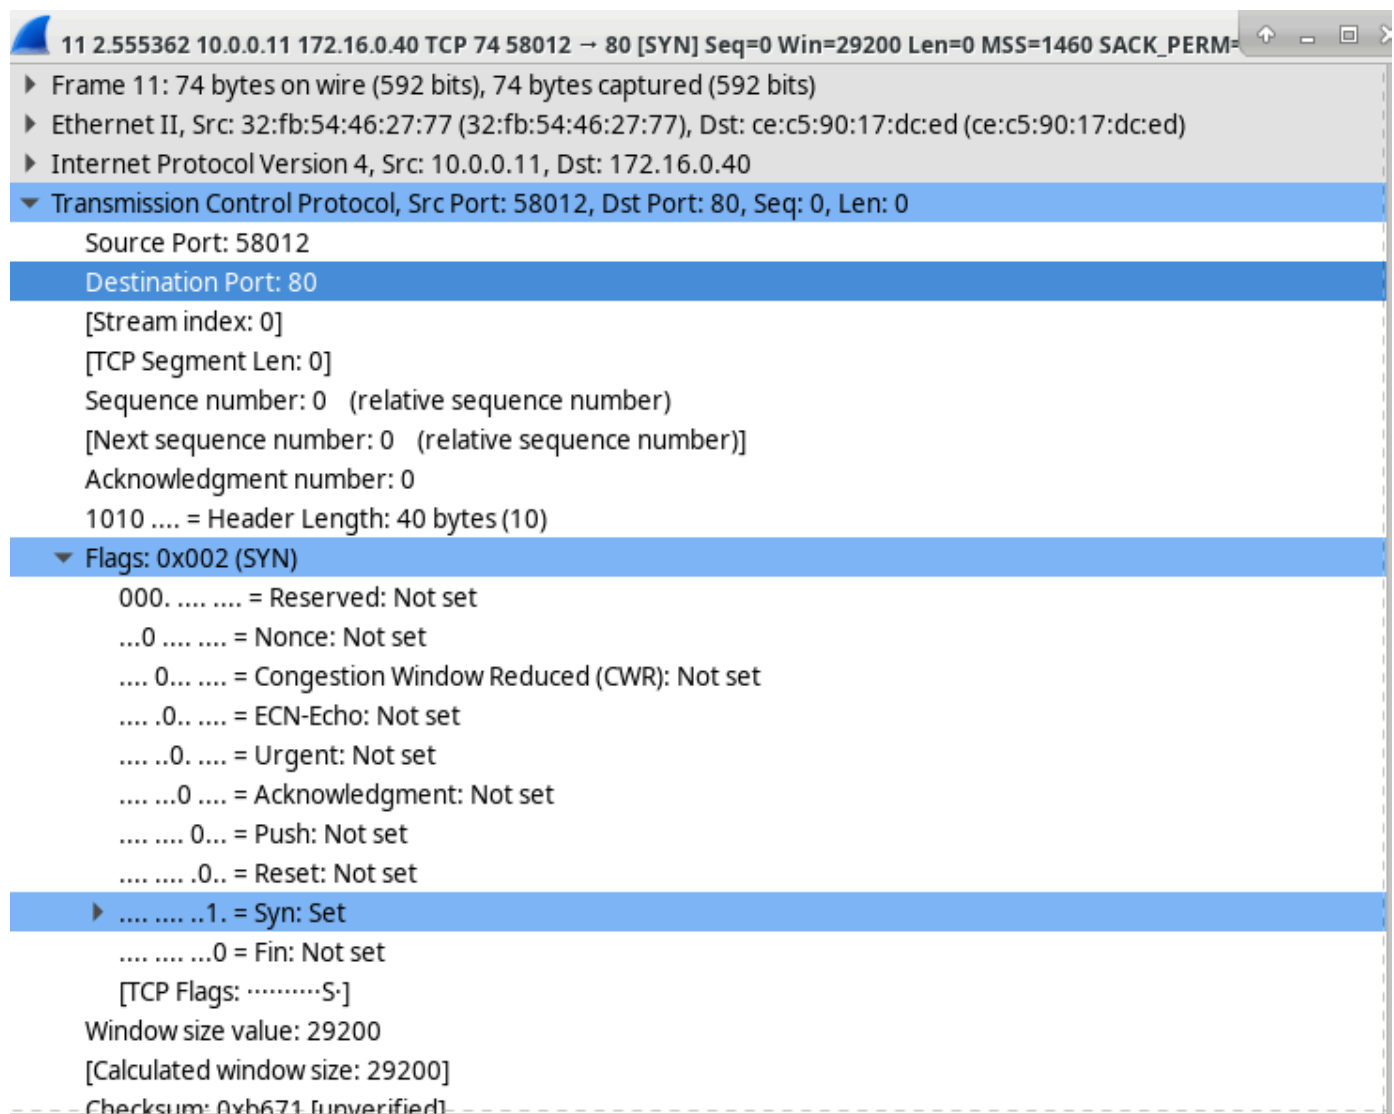 11 2.555362 10.0.0.11 172.16.0.40 TCP 74 58012 → 80 [SYN] Seq=0 Win=29200 Len=0 MSS=1460 SACK_PERM=
Frame 11: 74 bytes on wire (592 bits), 74 bytes captured (592 bits)
Ethernet II, Src: 32:fb:54:46:27:77 (32:fb:54:46:27:77), Dst: ce:c5:90:17:dc:ed (ce:c5:90:17:dc:ed)
Internet Protocol Version 4, Src: 10.0.0.11, Dst: 172.16.0.40
Transmission Control Protocol, Src Port: 58012, Dst Port: 80, Seq: 0, Len: 0
Source Port: 58012
Destination Port: 80
[Stream index: 0]
[TCP Segment Len: 0]
Sequence number: 0 (relative sequence number)
[Next sequence number: 0 (relative sequence number)]
Acknowledgment number: 0
1010 .... = Header Length: 40 bytes (10)
Flags: 0x002 (SYN)
000. .... .... = Reserved: Not set
...0 .... .... = Nonce: Not set
.... 0... .... = Congestion Window Reduced (CWR): Not set
.... .0.. .... = ECN-Echo: Not set
.... ..0. .... = Urgent: Not set
.... ...0 .... = Acknowledgment: Not set
.... .... 0... = Push: Not set
.... .... .0.. = Reset: Not set
.... .... ..1. = Syn: Set
.... .... ...0 = Fin: Not set
[TCP Flags: ··········S·]
Window size value: 29200
[Calculated window size: 29200]
Checksum: 0xb671 [unverified]